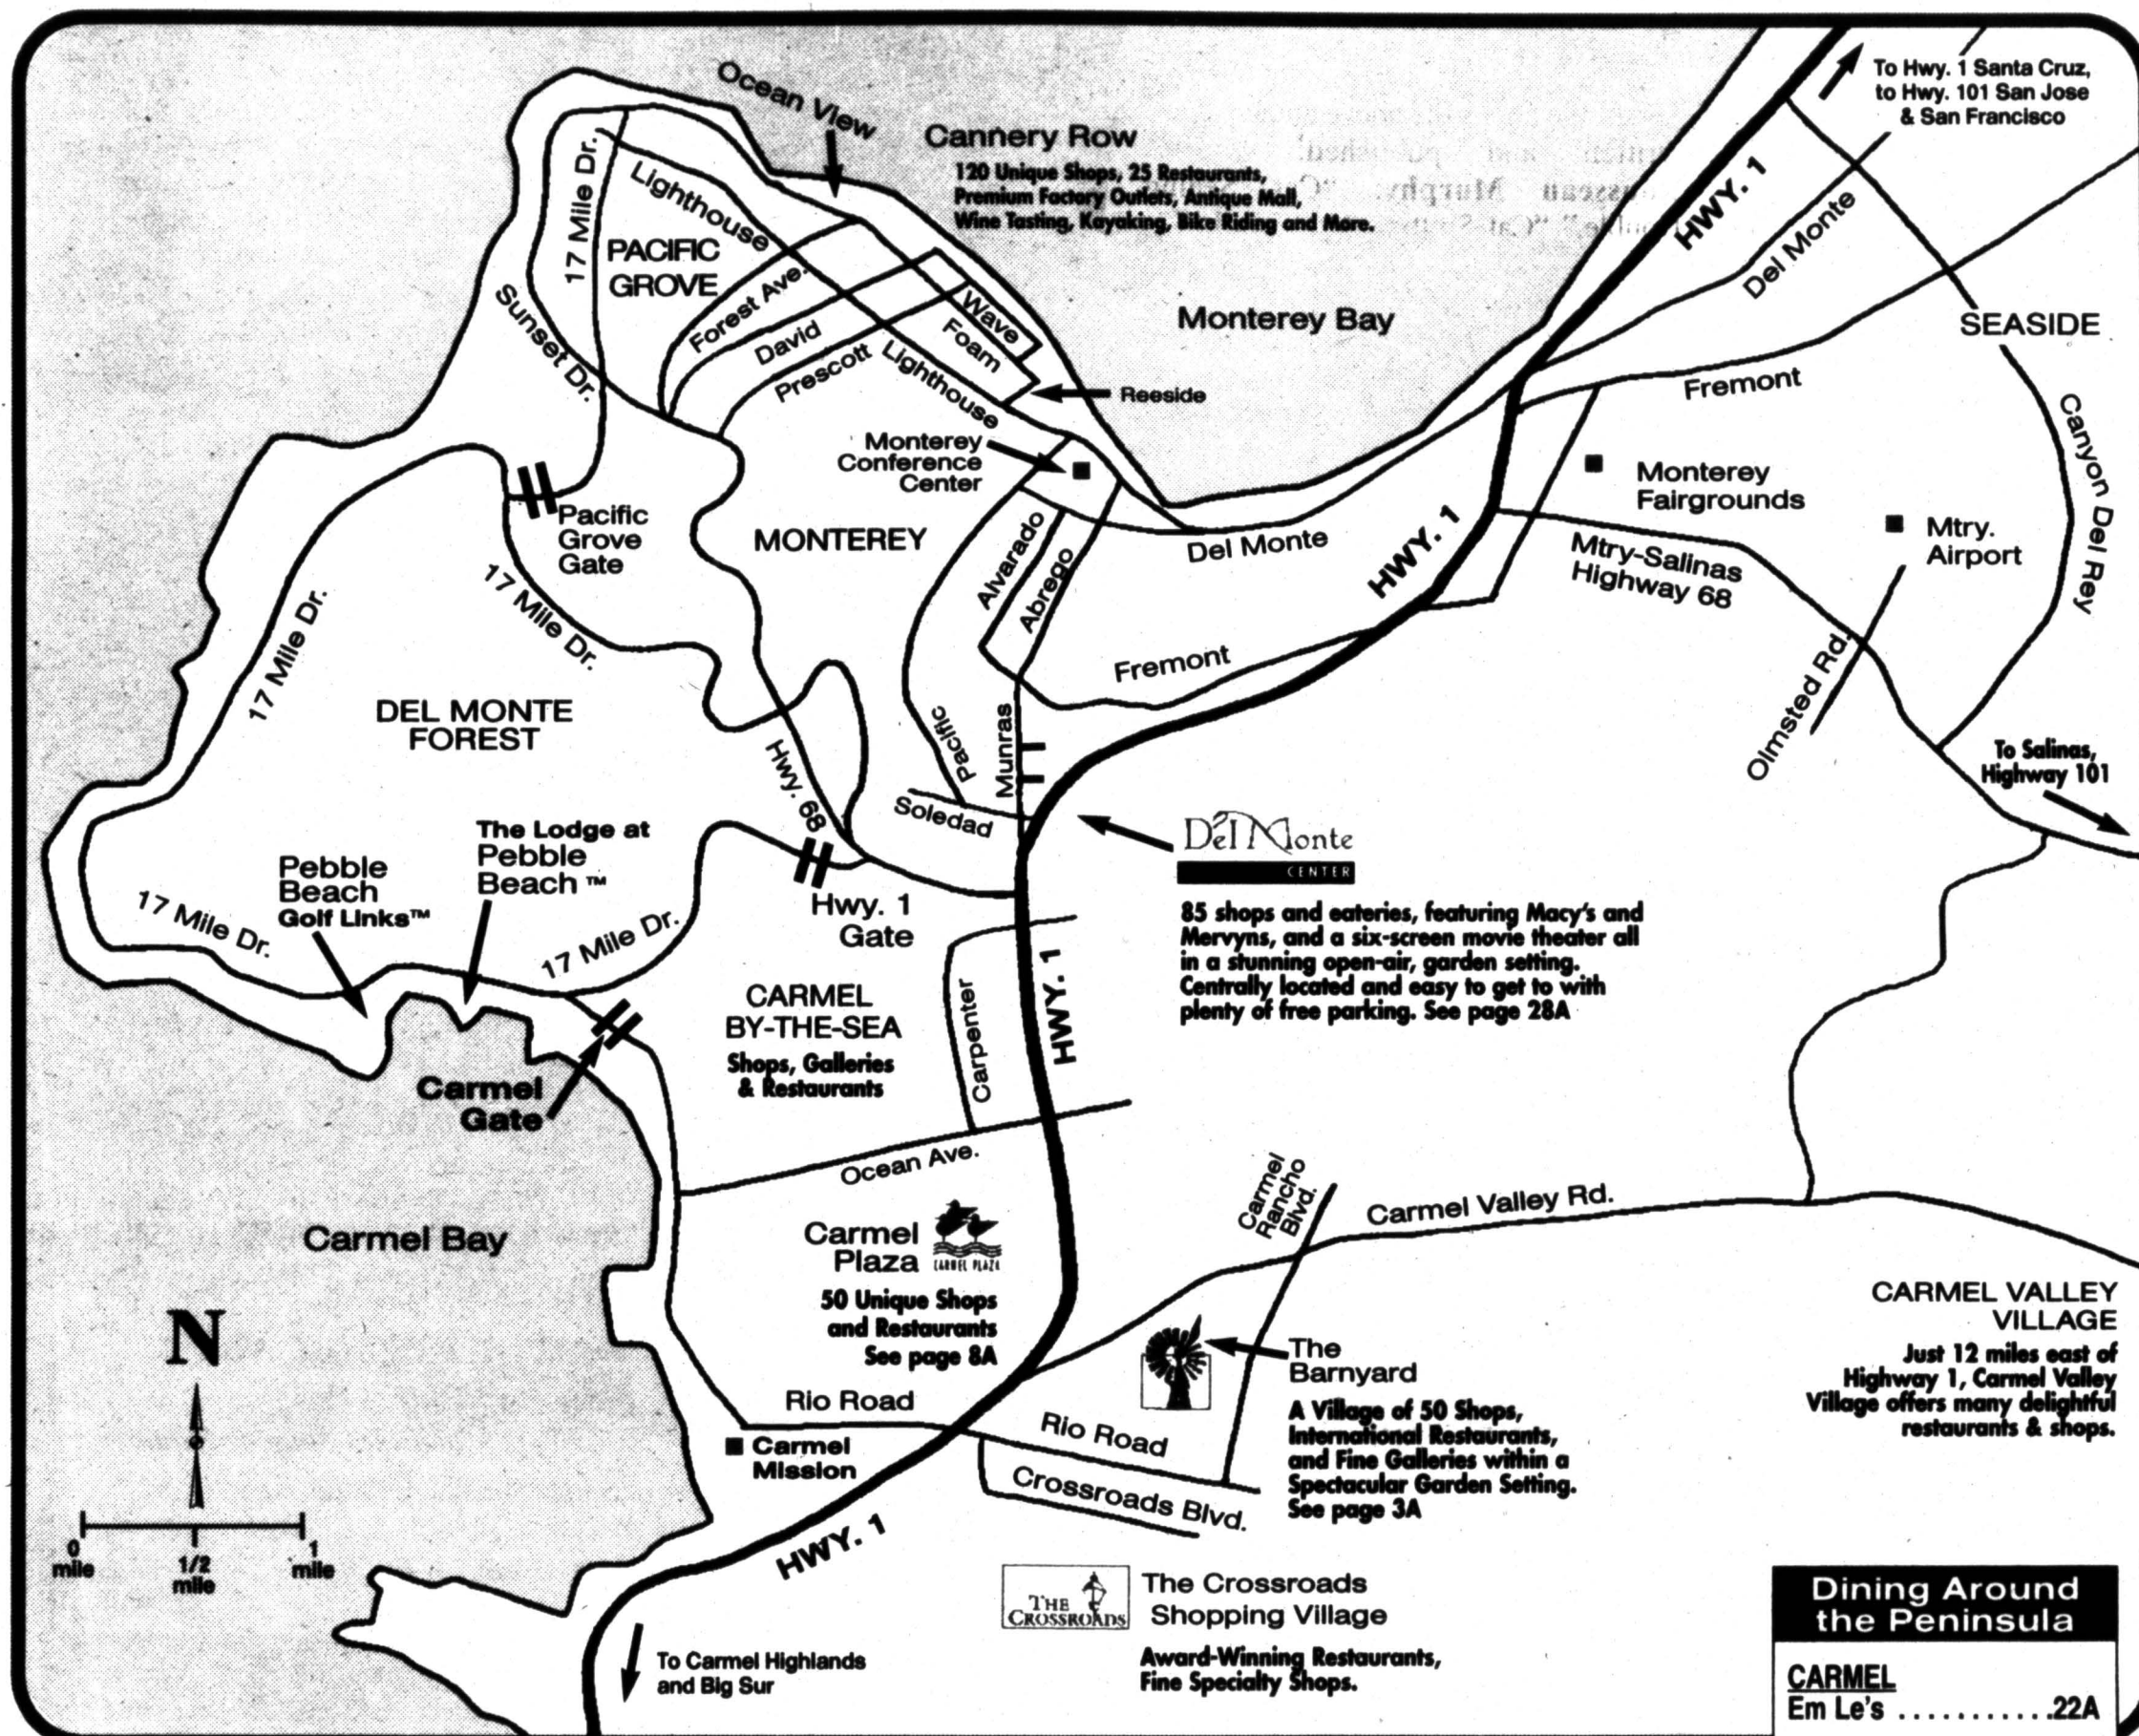 Ocean View
Cannery Row
120 Unique Shops, 25 Restaurants,
Premium Factory Outlets, Antique Mall,
Wine Tasting, Kayaking, Bike Riding and More.
To Hwy. 1 Santa Cruz,
to Hwy. 101 San Jose
& San Francisco
HWY. 1
Del Monte
17 Mile Dr.
Lighthouse
PACIFIC
GROVE
Forest Ave.
Sunset Dr.
David
Prescott
Lighthouse
Wave
Foam
Reeside
Monterey Bay
SEASIDE
Fremont
Canyon Del Rey
Monterey
Conference
Center
Monterey
Fairgrounds
Mtry.
Airport
Pacific
Grove
Gate
MONTEREY
Alvarado
Abrego
Del Monte
HWY. 1
Mtry-Salinas
Highway 68
17 Mile Dr.
17 Mile Dr.
Fremont
Olmsted Rd.
DEL MONTE
FOREST
Pacific
Munras
Hwy. 68
Soledad
To Salinas,
Highway 101
Del Monte
CENTER
85 shops and eateries, featuring Macy's and
Mervyns, and a six-screen movie theater all
in a stunning open-air, garden setting.
Centrally located and easy to get to with
plenty of free parking. See page 28A
The Lodge at
Pebble
Beach ™
Pebble
Beach
Golf Links™
17 Mile Dr.
17 Mile Dr.
Hwy. 1
Gate
CARMEL
BY-THE-SEA
Shops, Galleries
& Restaurants
Carpenter
HWY. 1
Carmel
Gate
Ocean Ave.
Carmel
Rancho
Blvd.
Carmel Valley Rd.
Carmel Bay
Carmel
Plaza
CARMEL PLAZA
50 Unique Shops
and Restaurants
See page 8A
CARMEL VALLEY
VILLAGE
Just 12 miles east of
Highway 1, Carmel Valley
Village offers many delightful
restaurants & shops.
The
Barnyard
A Village of 50 Shops,
International Restaurants,
and Fine Galleries within a
Spectacular Garden Setting.
See page 3A
Rio Road
Rio Road
Carmel
Mission
Crossroads Blvd.
HWY. 1
N
0
mile
1/2
mile
1
mile
THE
CROSSROADS
The Crossroads
Shopping Village
Award-Winning Restaurants,
Fine Specialty Shops.
To Carmel Highlands
and Big Sur
Dining Around
the Peninsula
CARMEL
Em Le's ...........22A